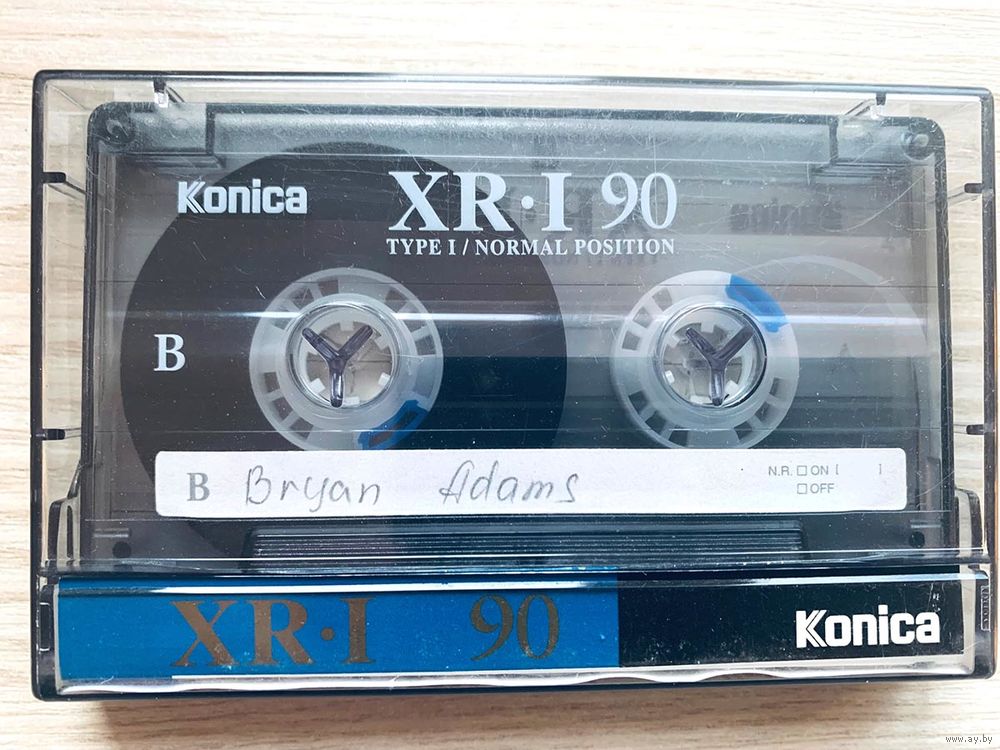 Konica
XR·I 90
TYPE I / NORMAL POSITION
B
B Bryan Adams
N.R. □ ON [ ]
□ OFF
XR·I 90
Konica
www.ay.by